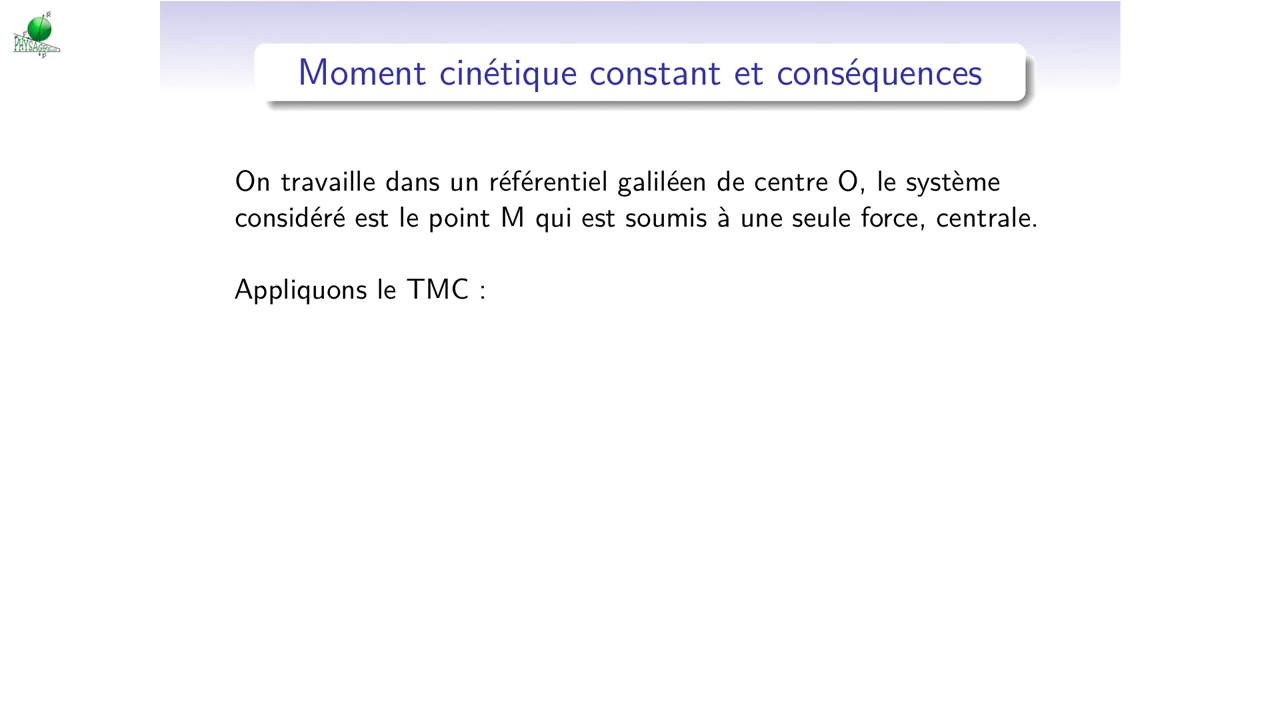 Moment cinétique constant et conséquences
On travaille dans un référentiel galiléen de centre O, le système
considéré est le point M qui est soumis à une seule force, centrale.
Appliquons le TMC :